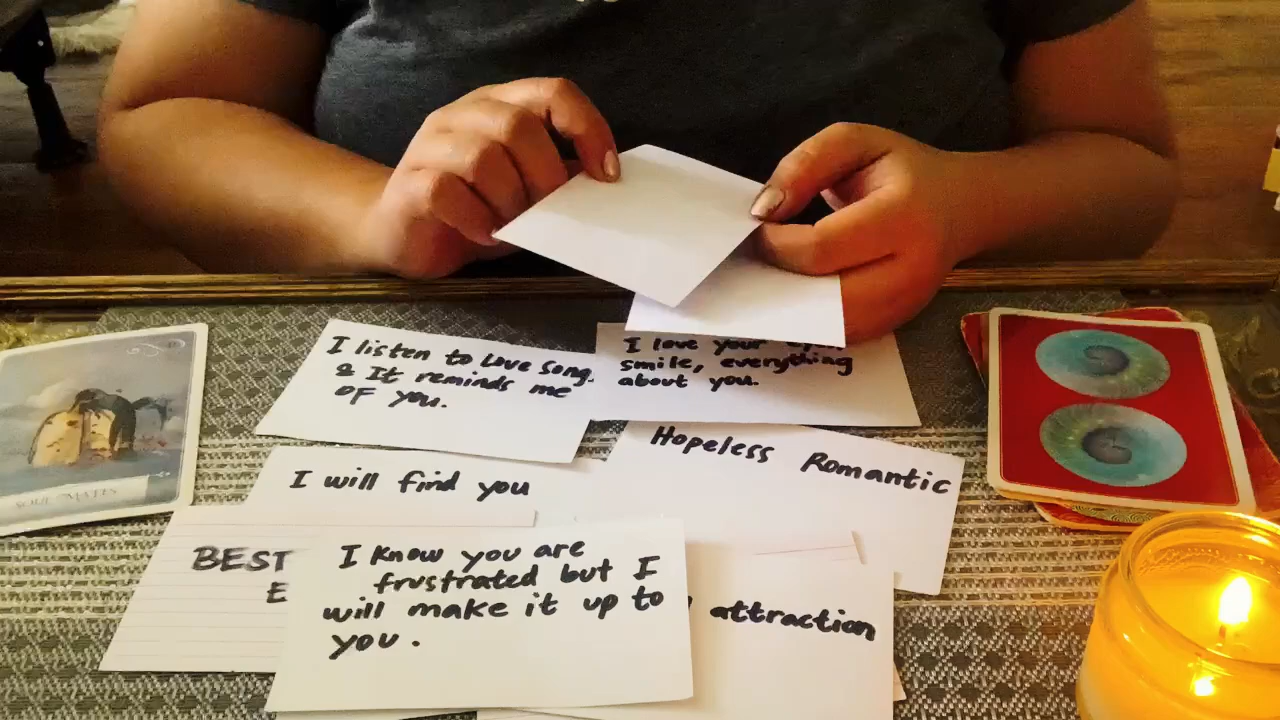 I listen to Love Song.
& It reminds me
OF you.
I love your eyes
smile, everything
about you.
Hopeless Romantic
I will find you
BEST
E
I know you are
frustrated but I
will make it up to
you.
attraction
SOUL MATES